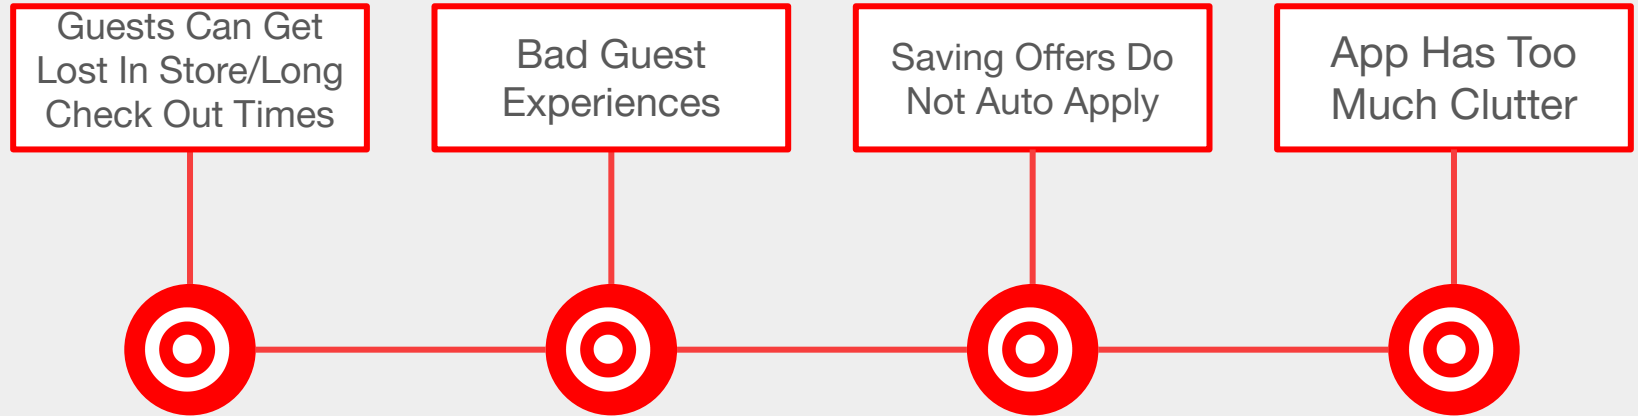 Guests Can Get
Lost In Store/Long
Check Out Times
Bad Guest
Experiences
Saving Offers Do
Not Auto Apply
App Has Too
Much Clutter